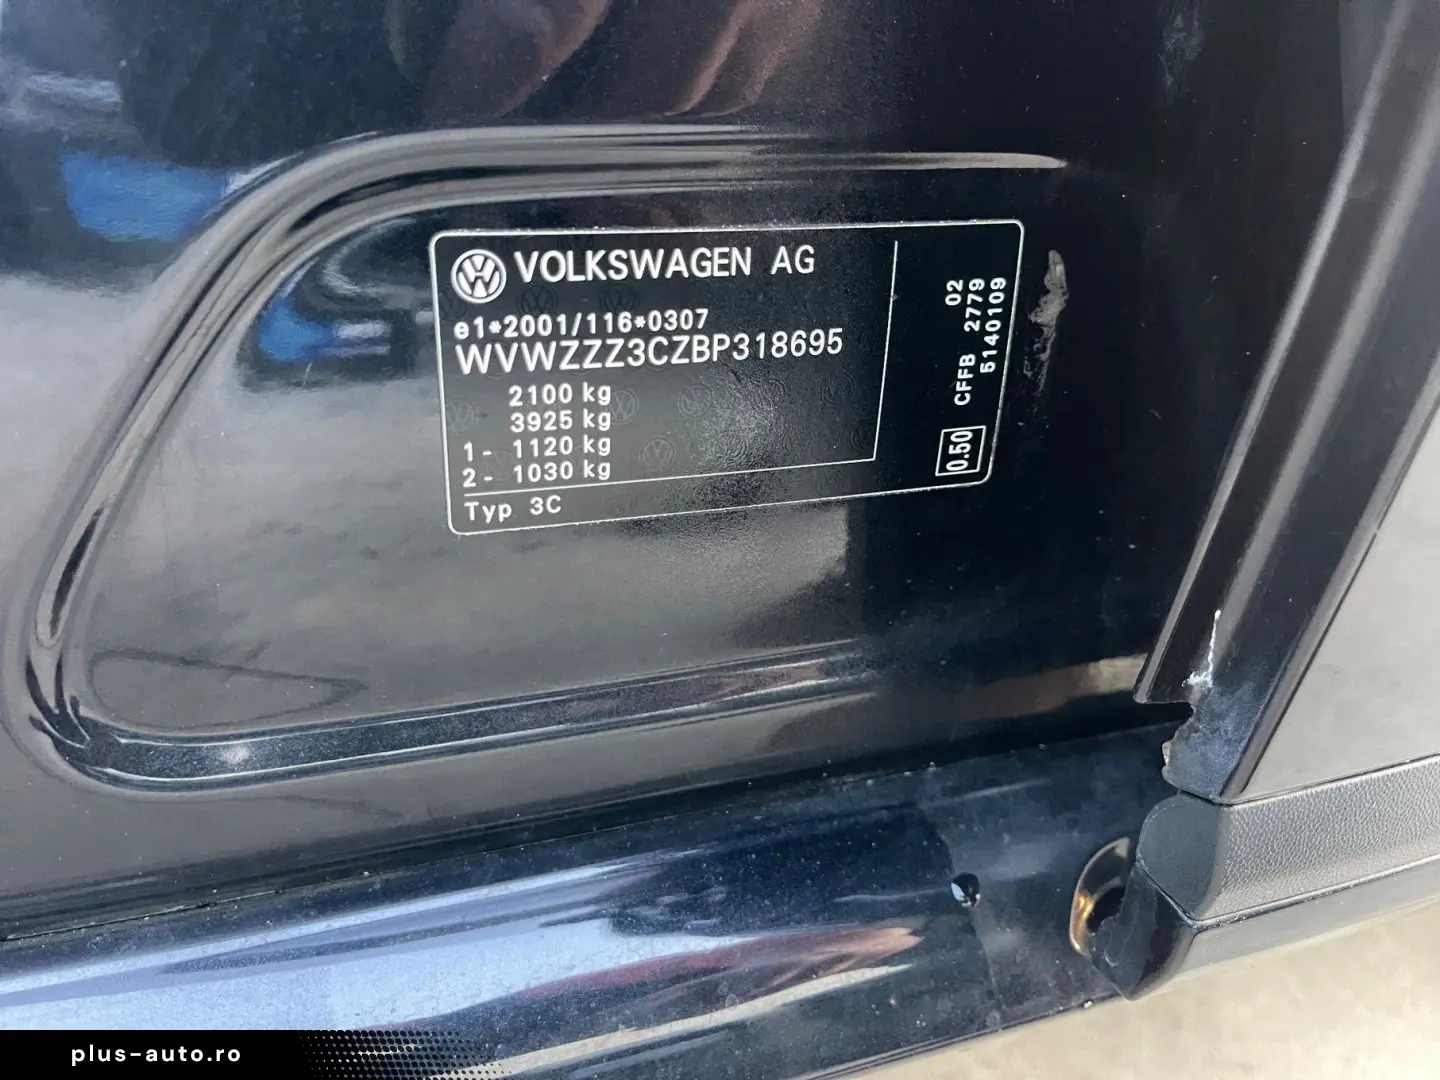 VOLKSWAGEN AG
e1*2001/116*0307
WVWZZZ3CZBP318695
2100 kg
3925 kg
1- 1120 kg
2- 1030 kg
Typ 3C
02
CFFB 2779
5140109
0.50
plus-auto.ro